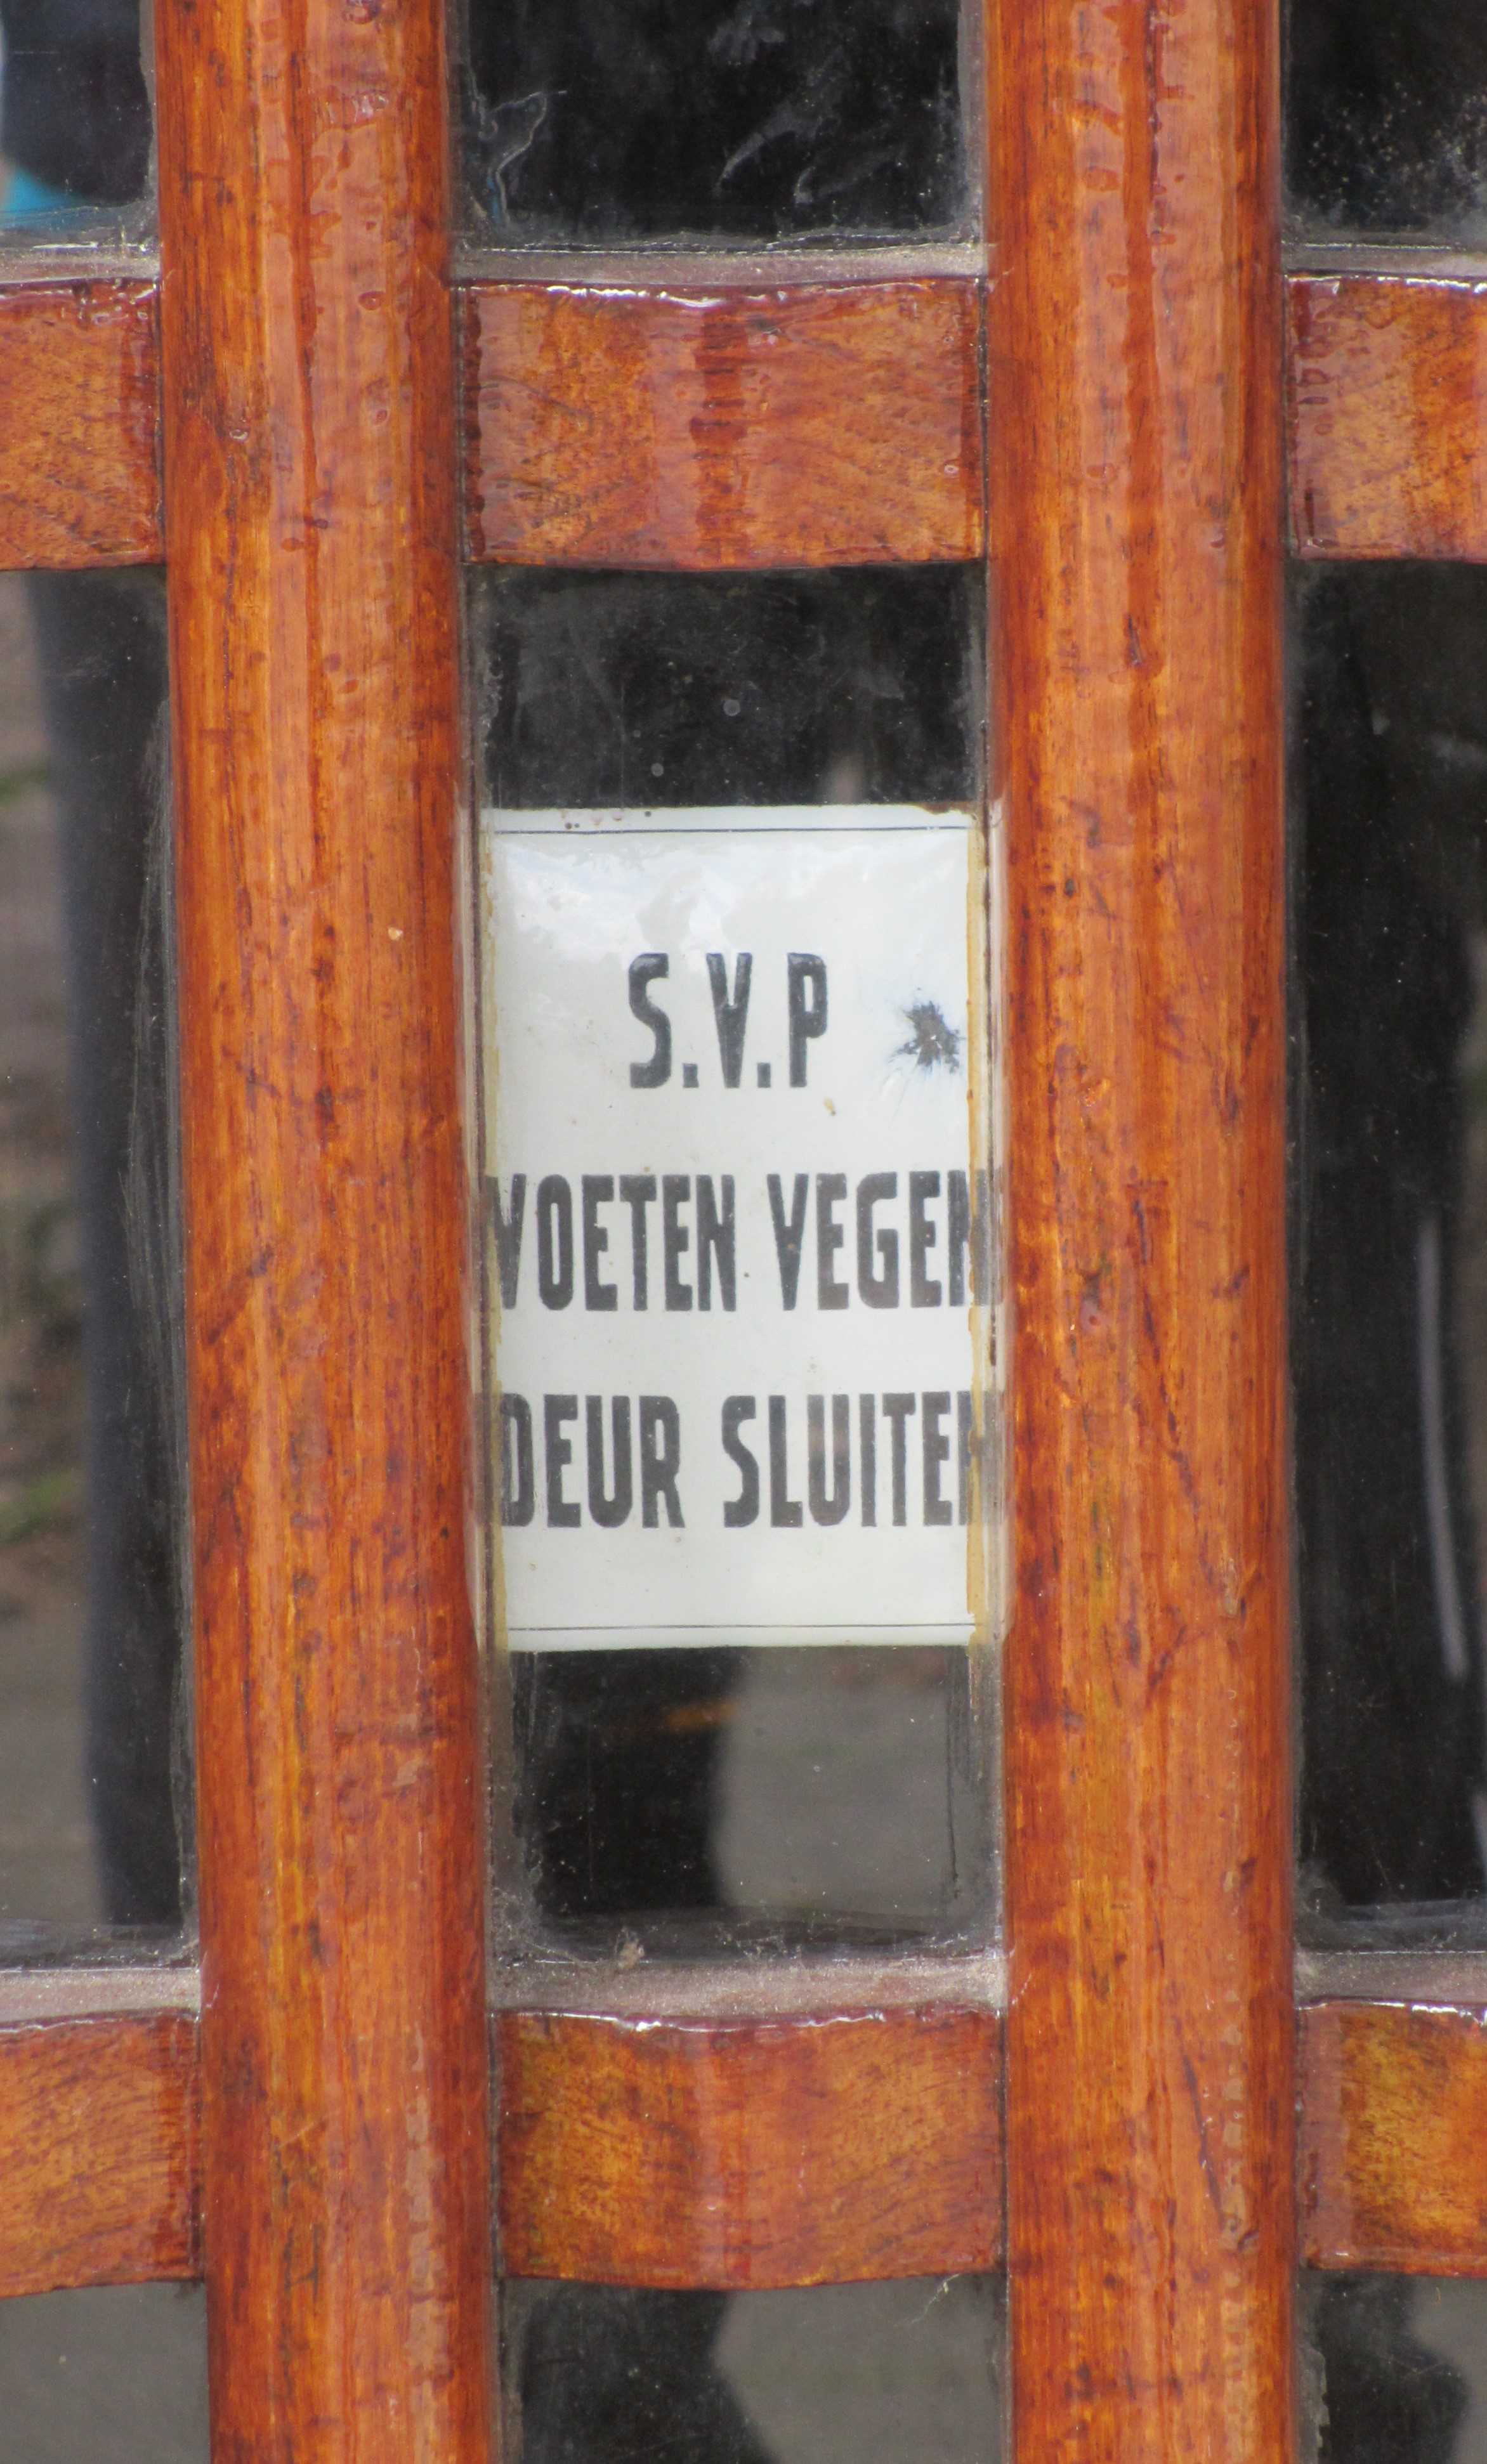 S.V.P
VOETEN VEGEN
DEUR SLUITEN